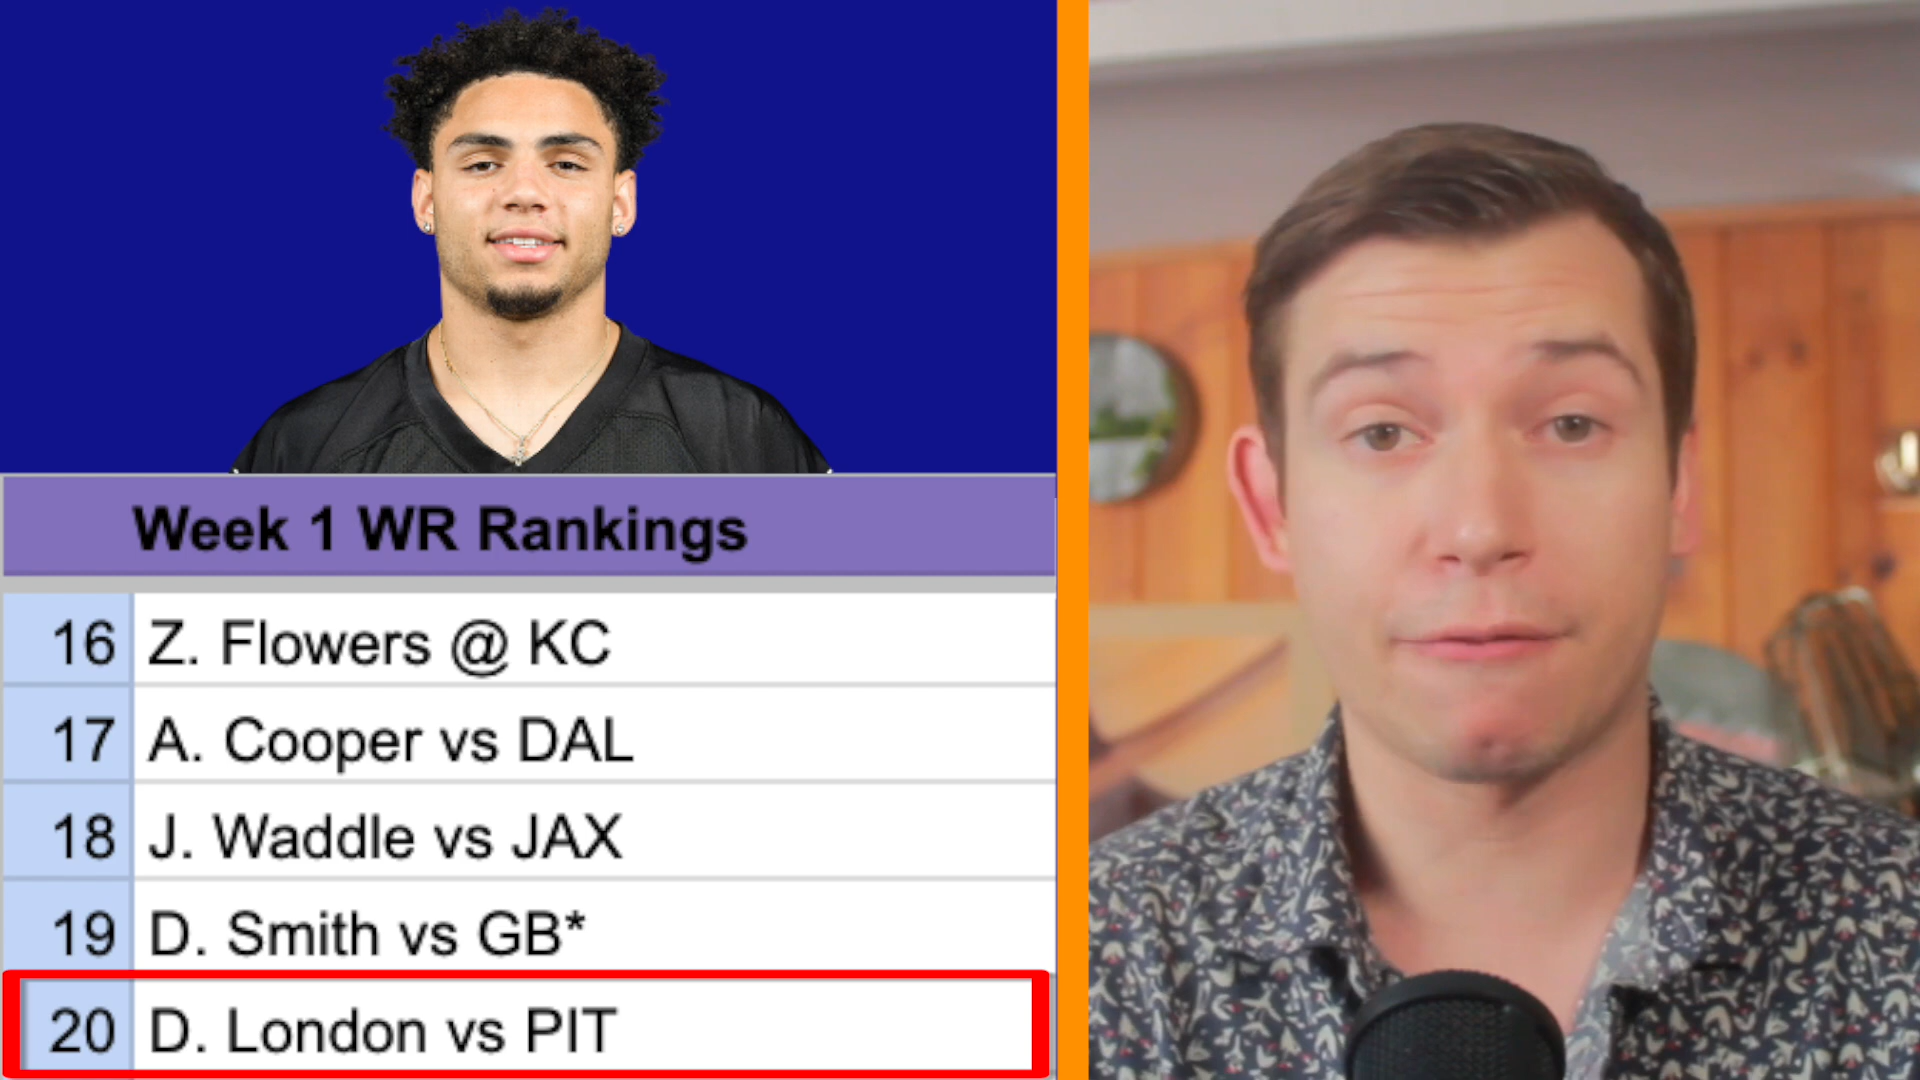 Week 1 WR Rankings
16 Z. Flowers @ KC
17 A. Cooper vs DAL
18 J. Waddle vs JAX
19 D. Smith vs GB*
20 D. London vs PIT